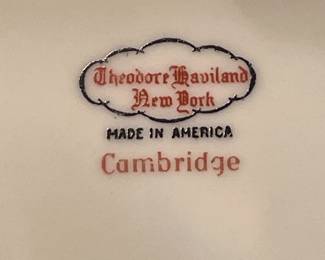 Theodore Haviland
New York
MADE IN AMERICA
Cambridge